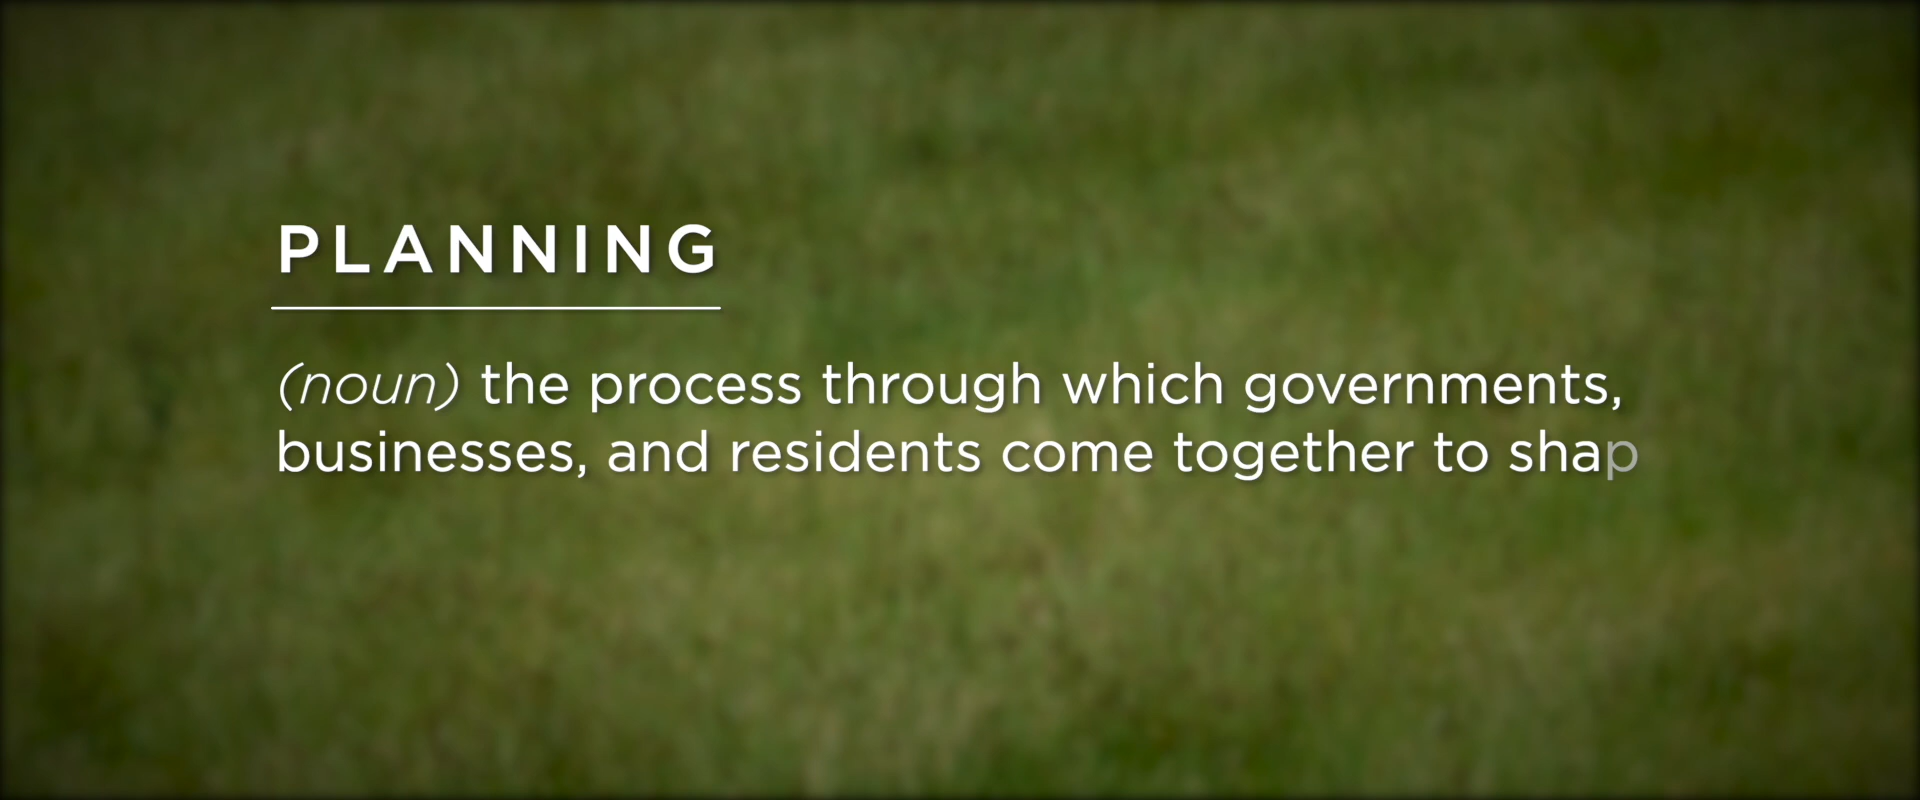 PLANNING
(noun) the process through which governments,
businesses, and residents come together to shap